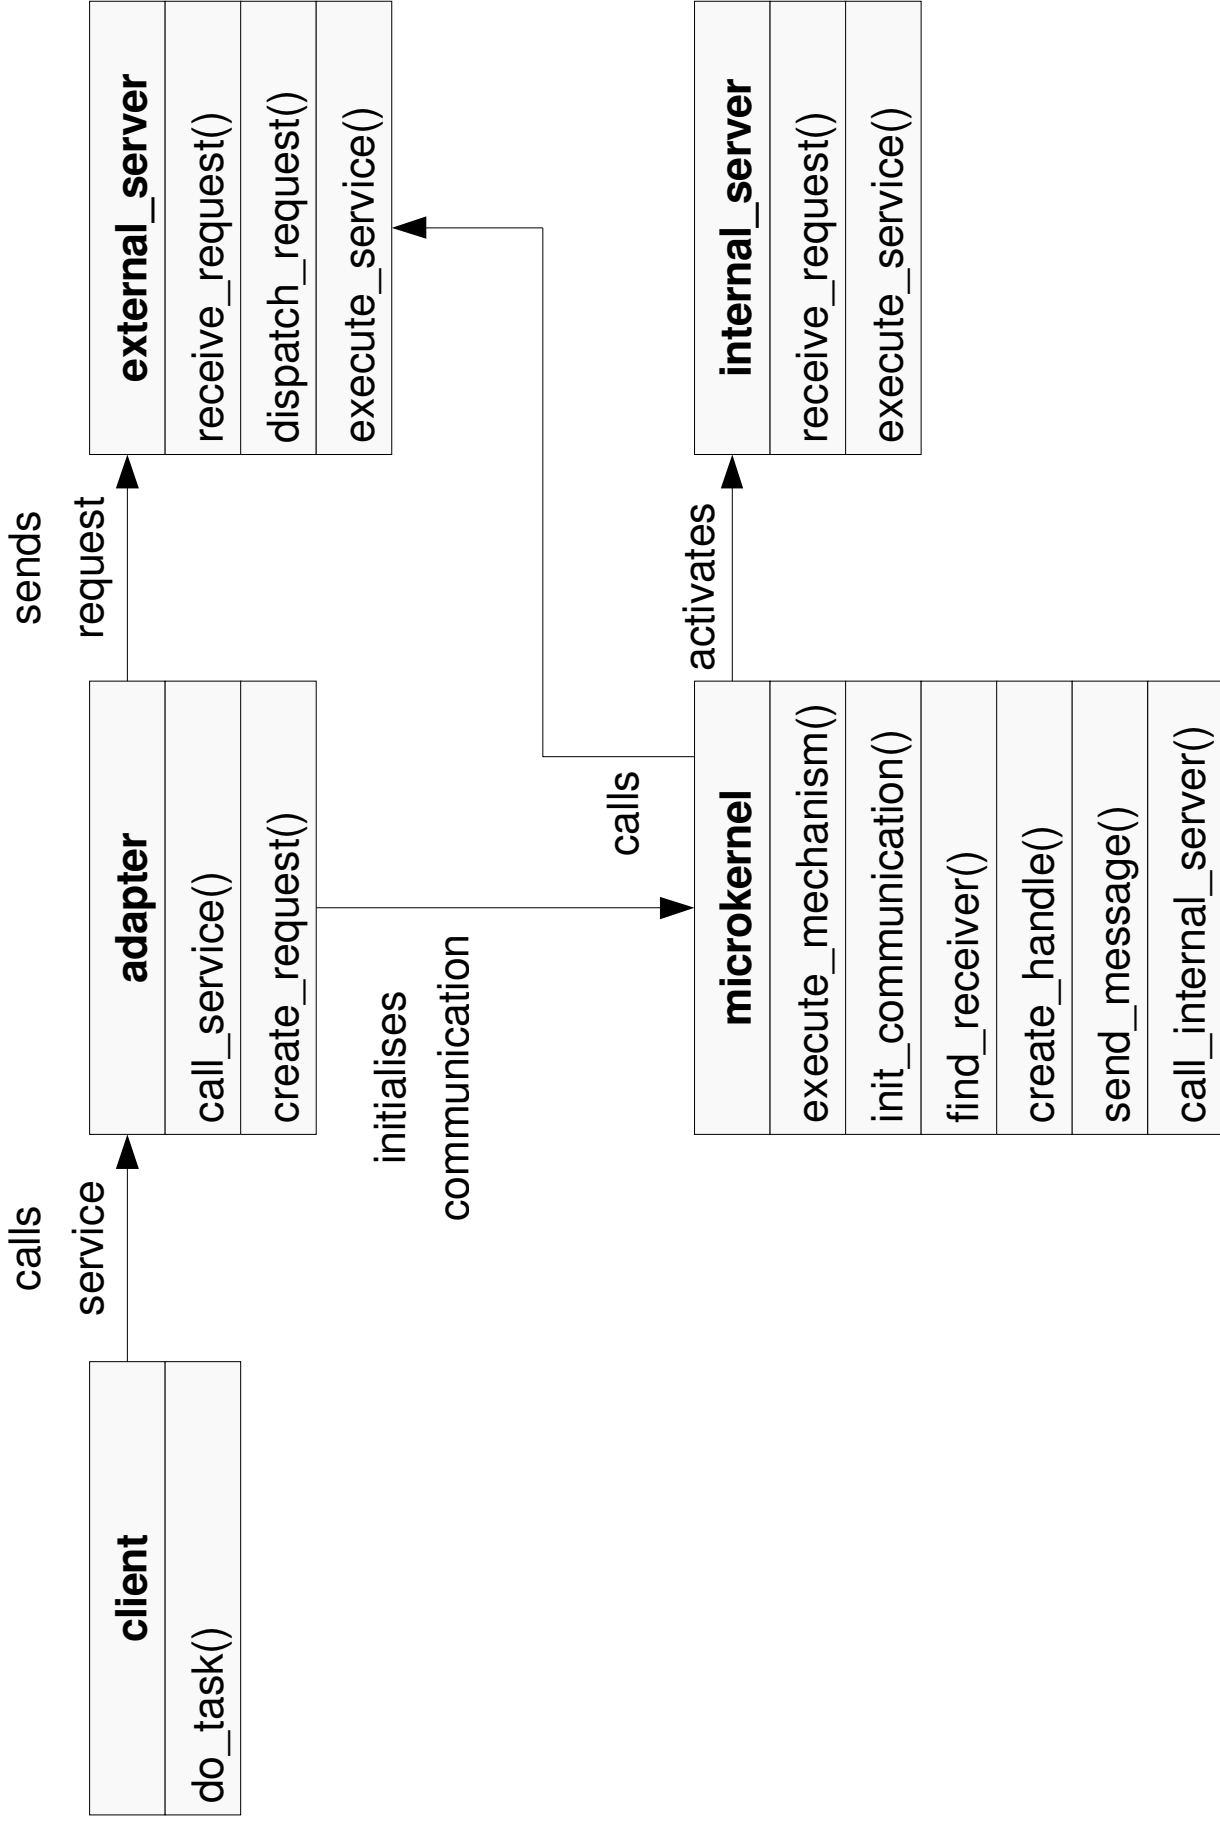 client
do_task()
calls
service
adapter
call_service()
create_request()
sends
request
external_server
receive_request()
dispatch_request()
execute_service()
initialises
communication
calls
microkernel
execute_mechanism()
init_communication()
find_receiver()
create_handle()
send_message()
call_internal_server()
activates
internal_server
receive_request()
execute_service()